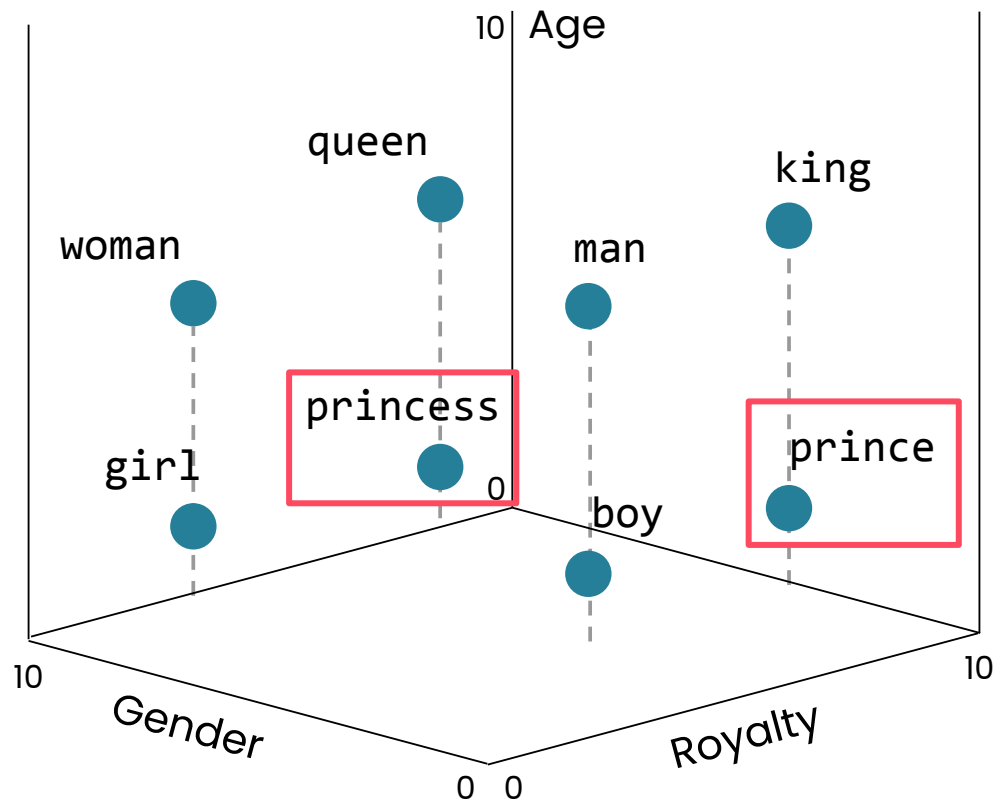 10
Age
queen
king
woman
man
princess
prince
girl
0
boy
10
10
Gender
Royalty
0
0